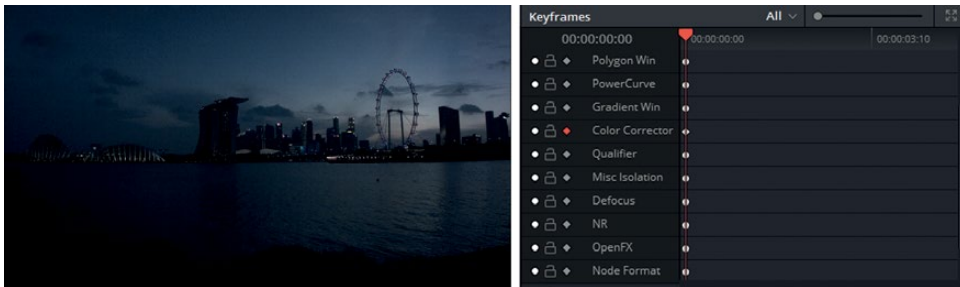 Keyframes
All
00:00:00:00
00:00:00:00
00:00:03:10
Polygon Win
PowerCurve
Gradient Win
Color Corrector
Qualifier
Misc Isolation
Defocus
NR
OpenFX
Node Format